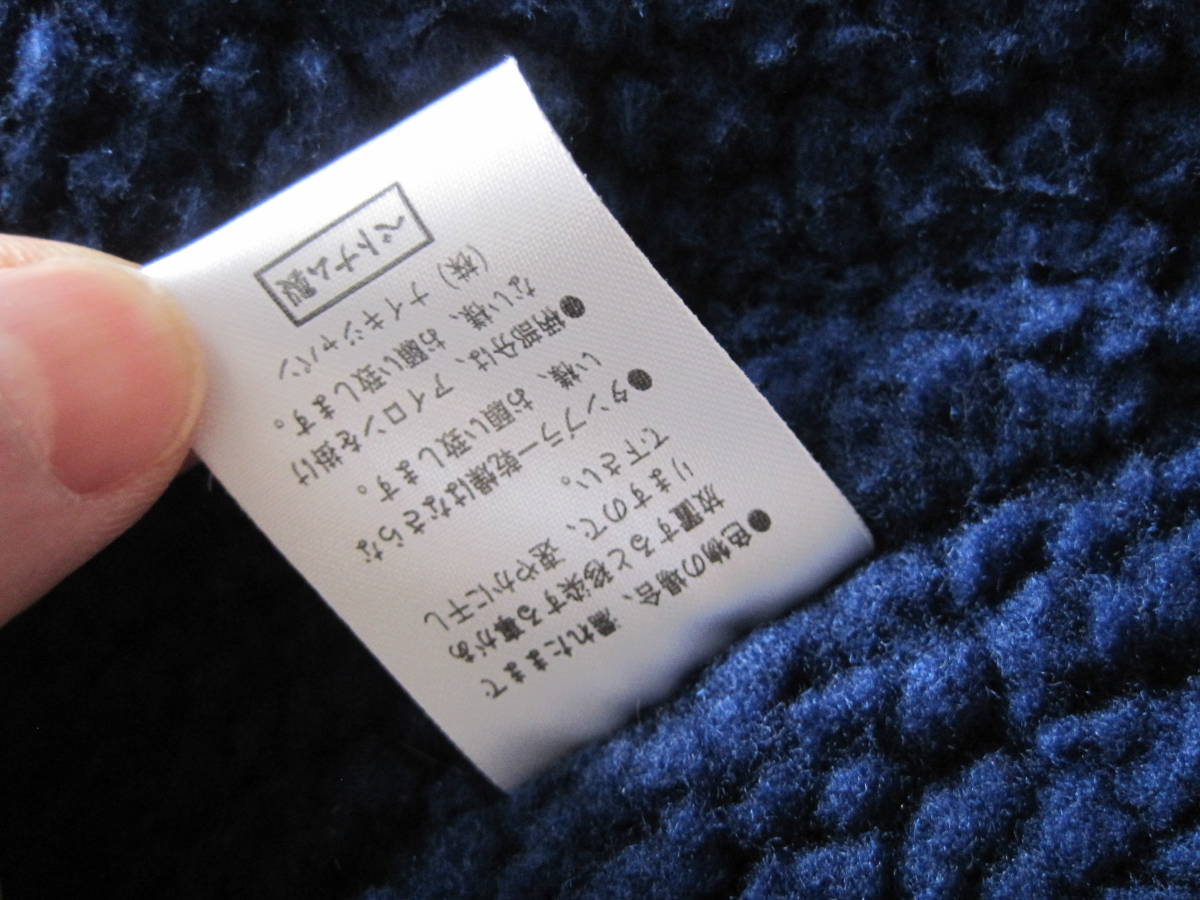 ●色物の場合、濡れたままで
放置すると移染する事があ
りますので、速やかに干し
て下さい。
●タンブラー乾燥はなさらな
い様、お願い致します。
●柄部分は、アイロンを掛け
ない様、お願い致します。
(株)ナイキジャパン
ベトナム製